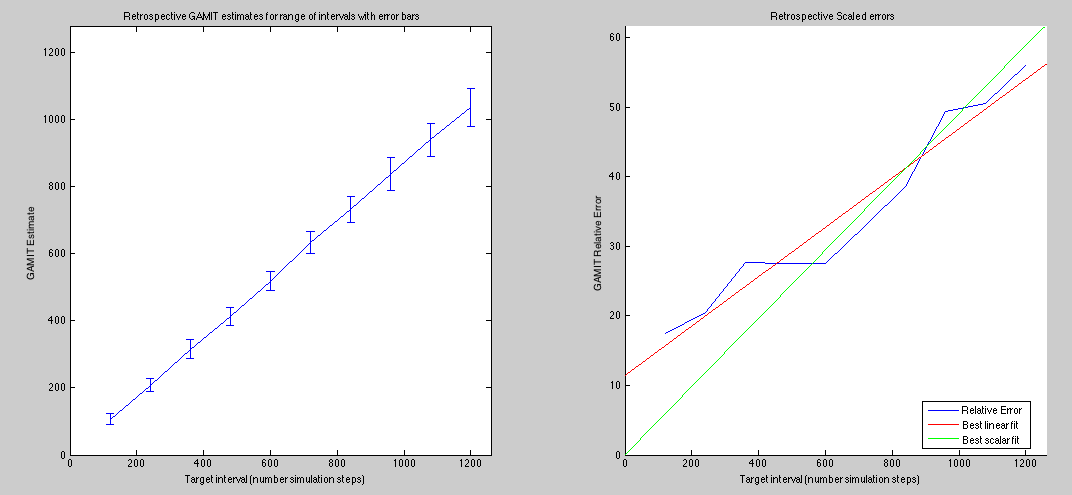 Retrospective GAMIT estimates for range of intervals with error bars
GAMIT Estimate
1200
1000
800
600
400
200
0
0 200 400 600 800 1000 1200
Target interval (number simulation steps)
Retrospective Scaled errors
GAMIT Relative Error
60
50
40
30
20
10
0
0 200 400 600 800 1000 1200
Target interval (number simulation steps)
Relative Error
Best linear fit
Best scalar fit